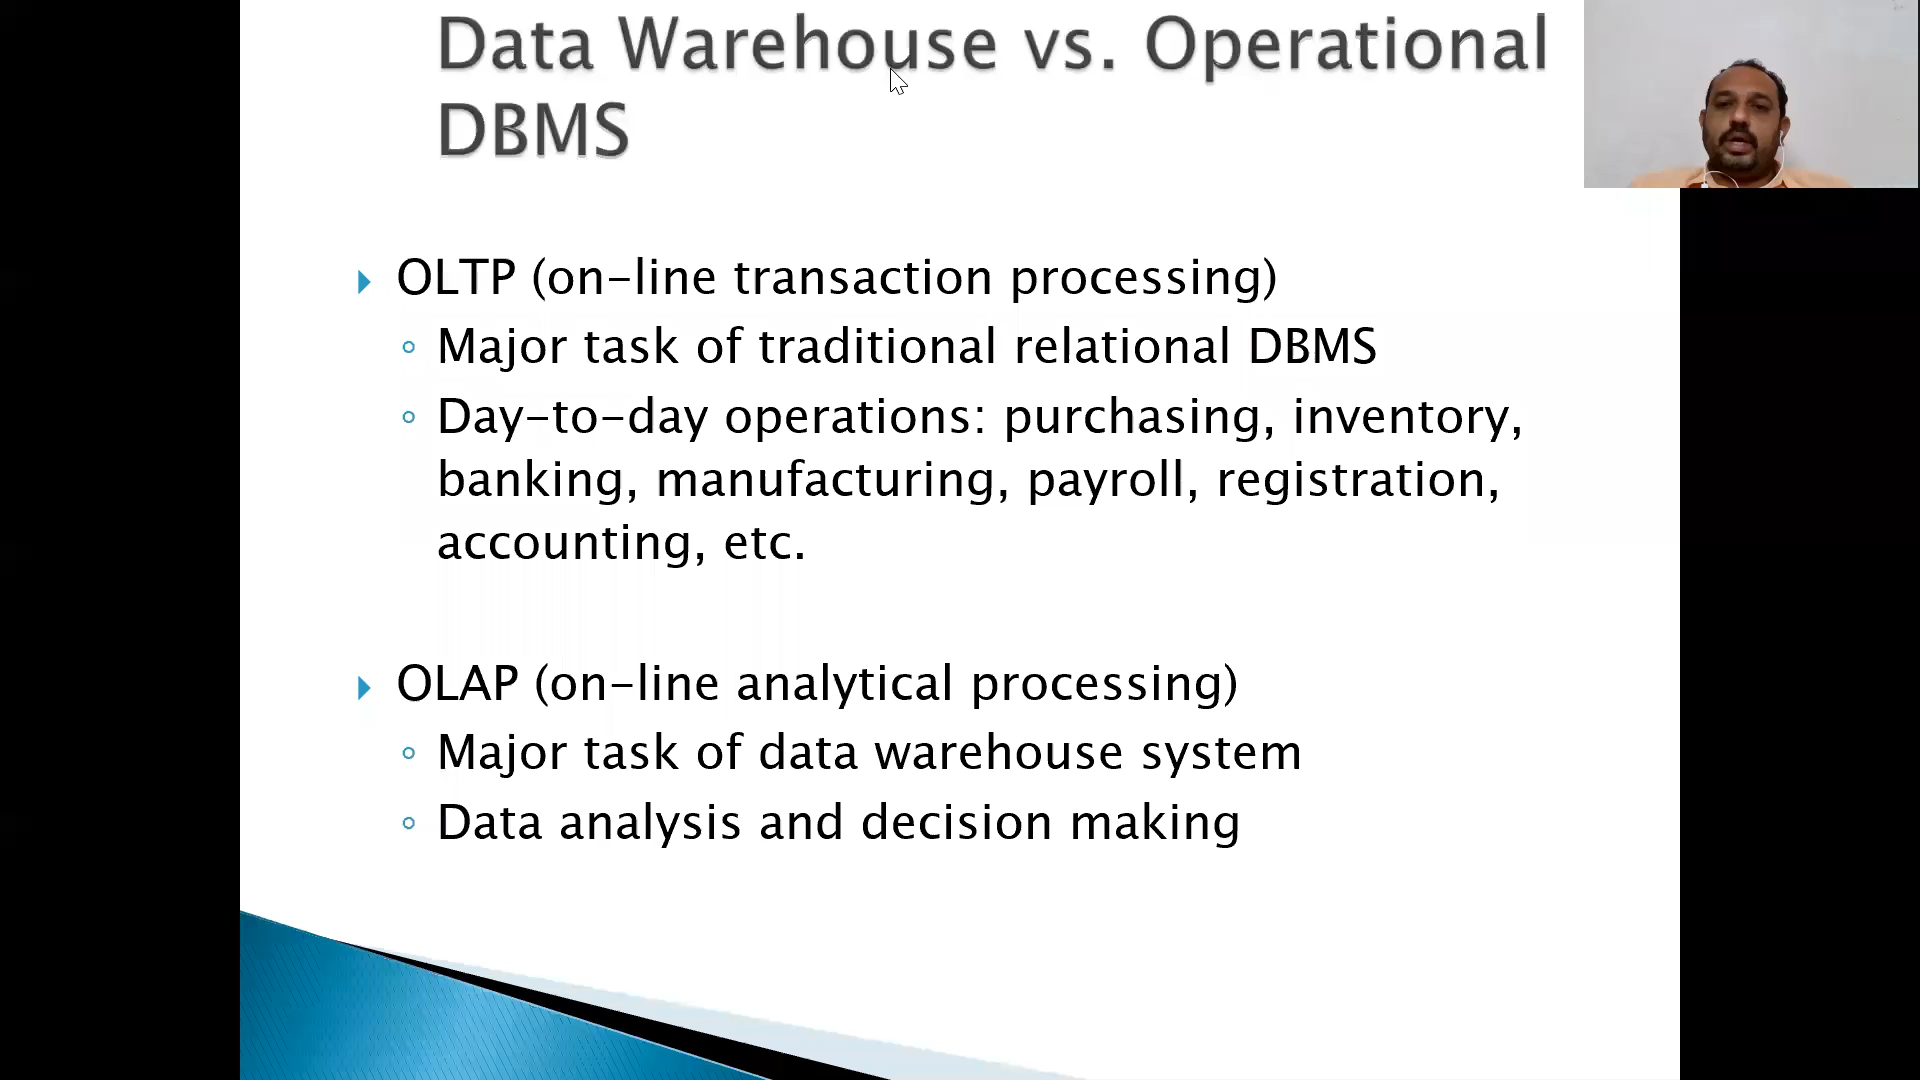 Data Warehouse vs. Operational
DBMS
OLTP (on-line transaction processing)
Major task of traditional relational DBMS
Day-to-day operations: purchasing, inventory,
banking, manufacturing, payroll, registration,
accounting, etc.
OLAP (on-line analytical processing)
Major task of data warehouse system
Data analysis and decision making